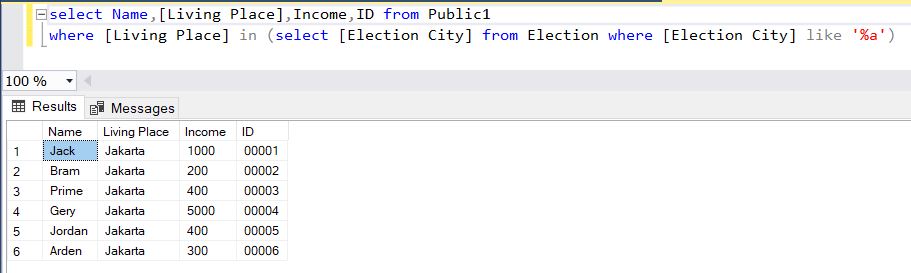 select Name,[Living Place],Income,ID from Public1
where [Living Place] in (select [Election City] from Election where [Election City] like '%a')
100 %
Results Messages
Name Living Place Income ID
1 Jack Jakarta 1000 00001
2 Bram Jakarta 200 00002
3 Prime Jakarta 400 00003
4 Gery Jakarta 5000 00004
5 Jordan Jakarta 400 00005
6 Arden Jakarta 300 00006